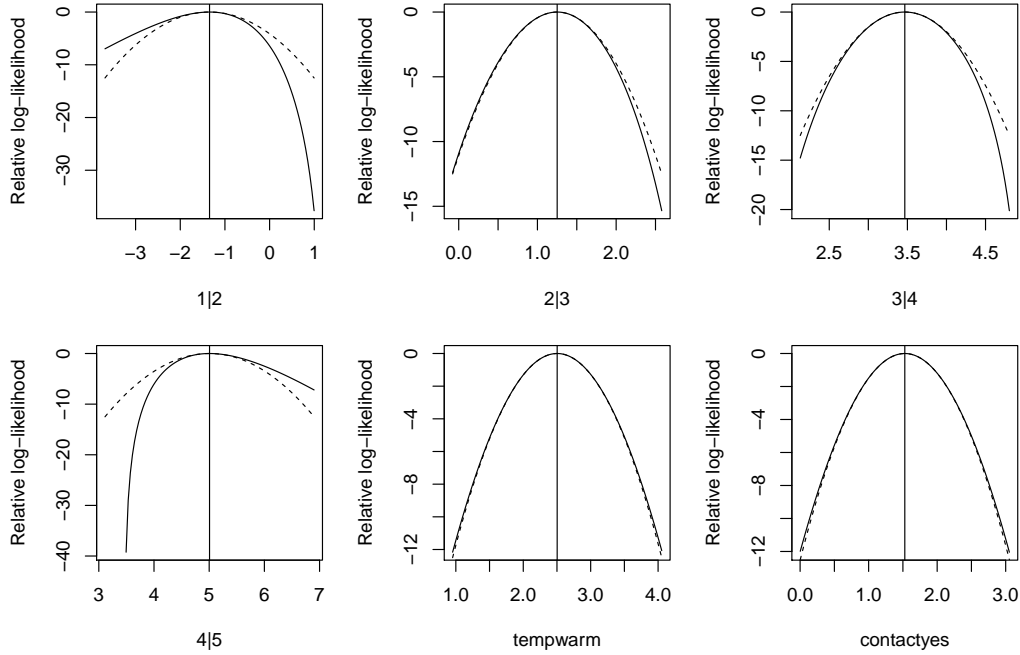 Relative log−likelihood
0
−10
−20
−30
−3 −2 −1 0 1
1|2
Relative log−likelihood
0
−5
−10
−15
0.0 1.0 2.0
2|3
Relative log−likelihood
0
−5
−10
−15
−20
2.5 3.5 4.5
3|4
Relative log−likelihood
0
−10
−20
−30
−40
3 4 5 6 7
4|5
Relative log−likelihood
0
−4
−8
−12
1.0 2.0 3.0 4.0
tempwarm
Relative log−likelihood
0
−4
−8
−12
0.0 1.0 2.0 3.0
contactyes